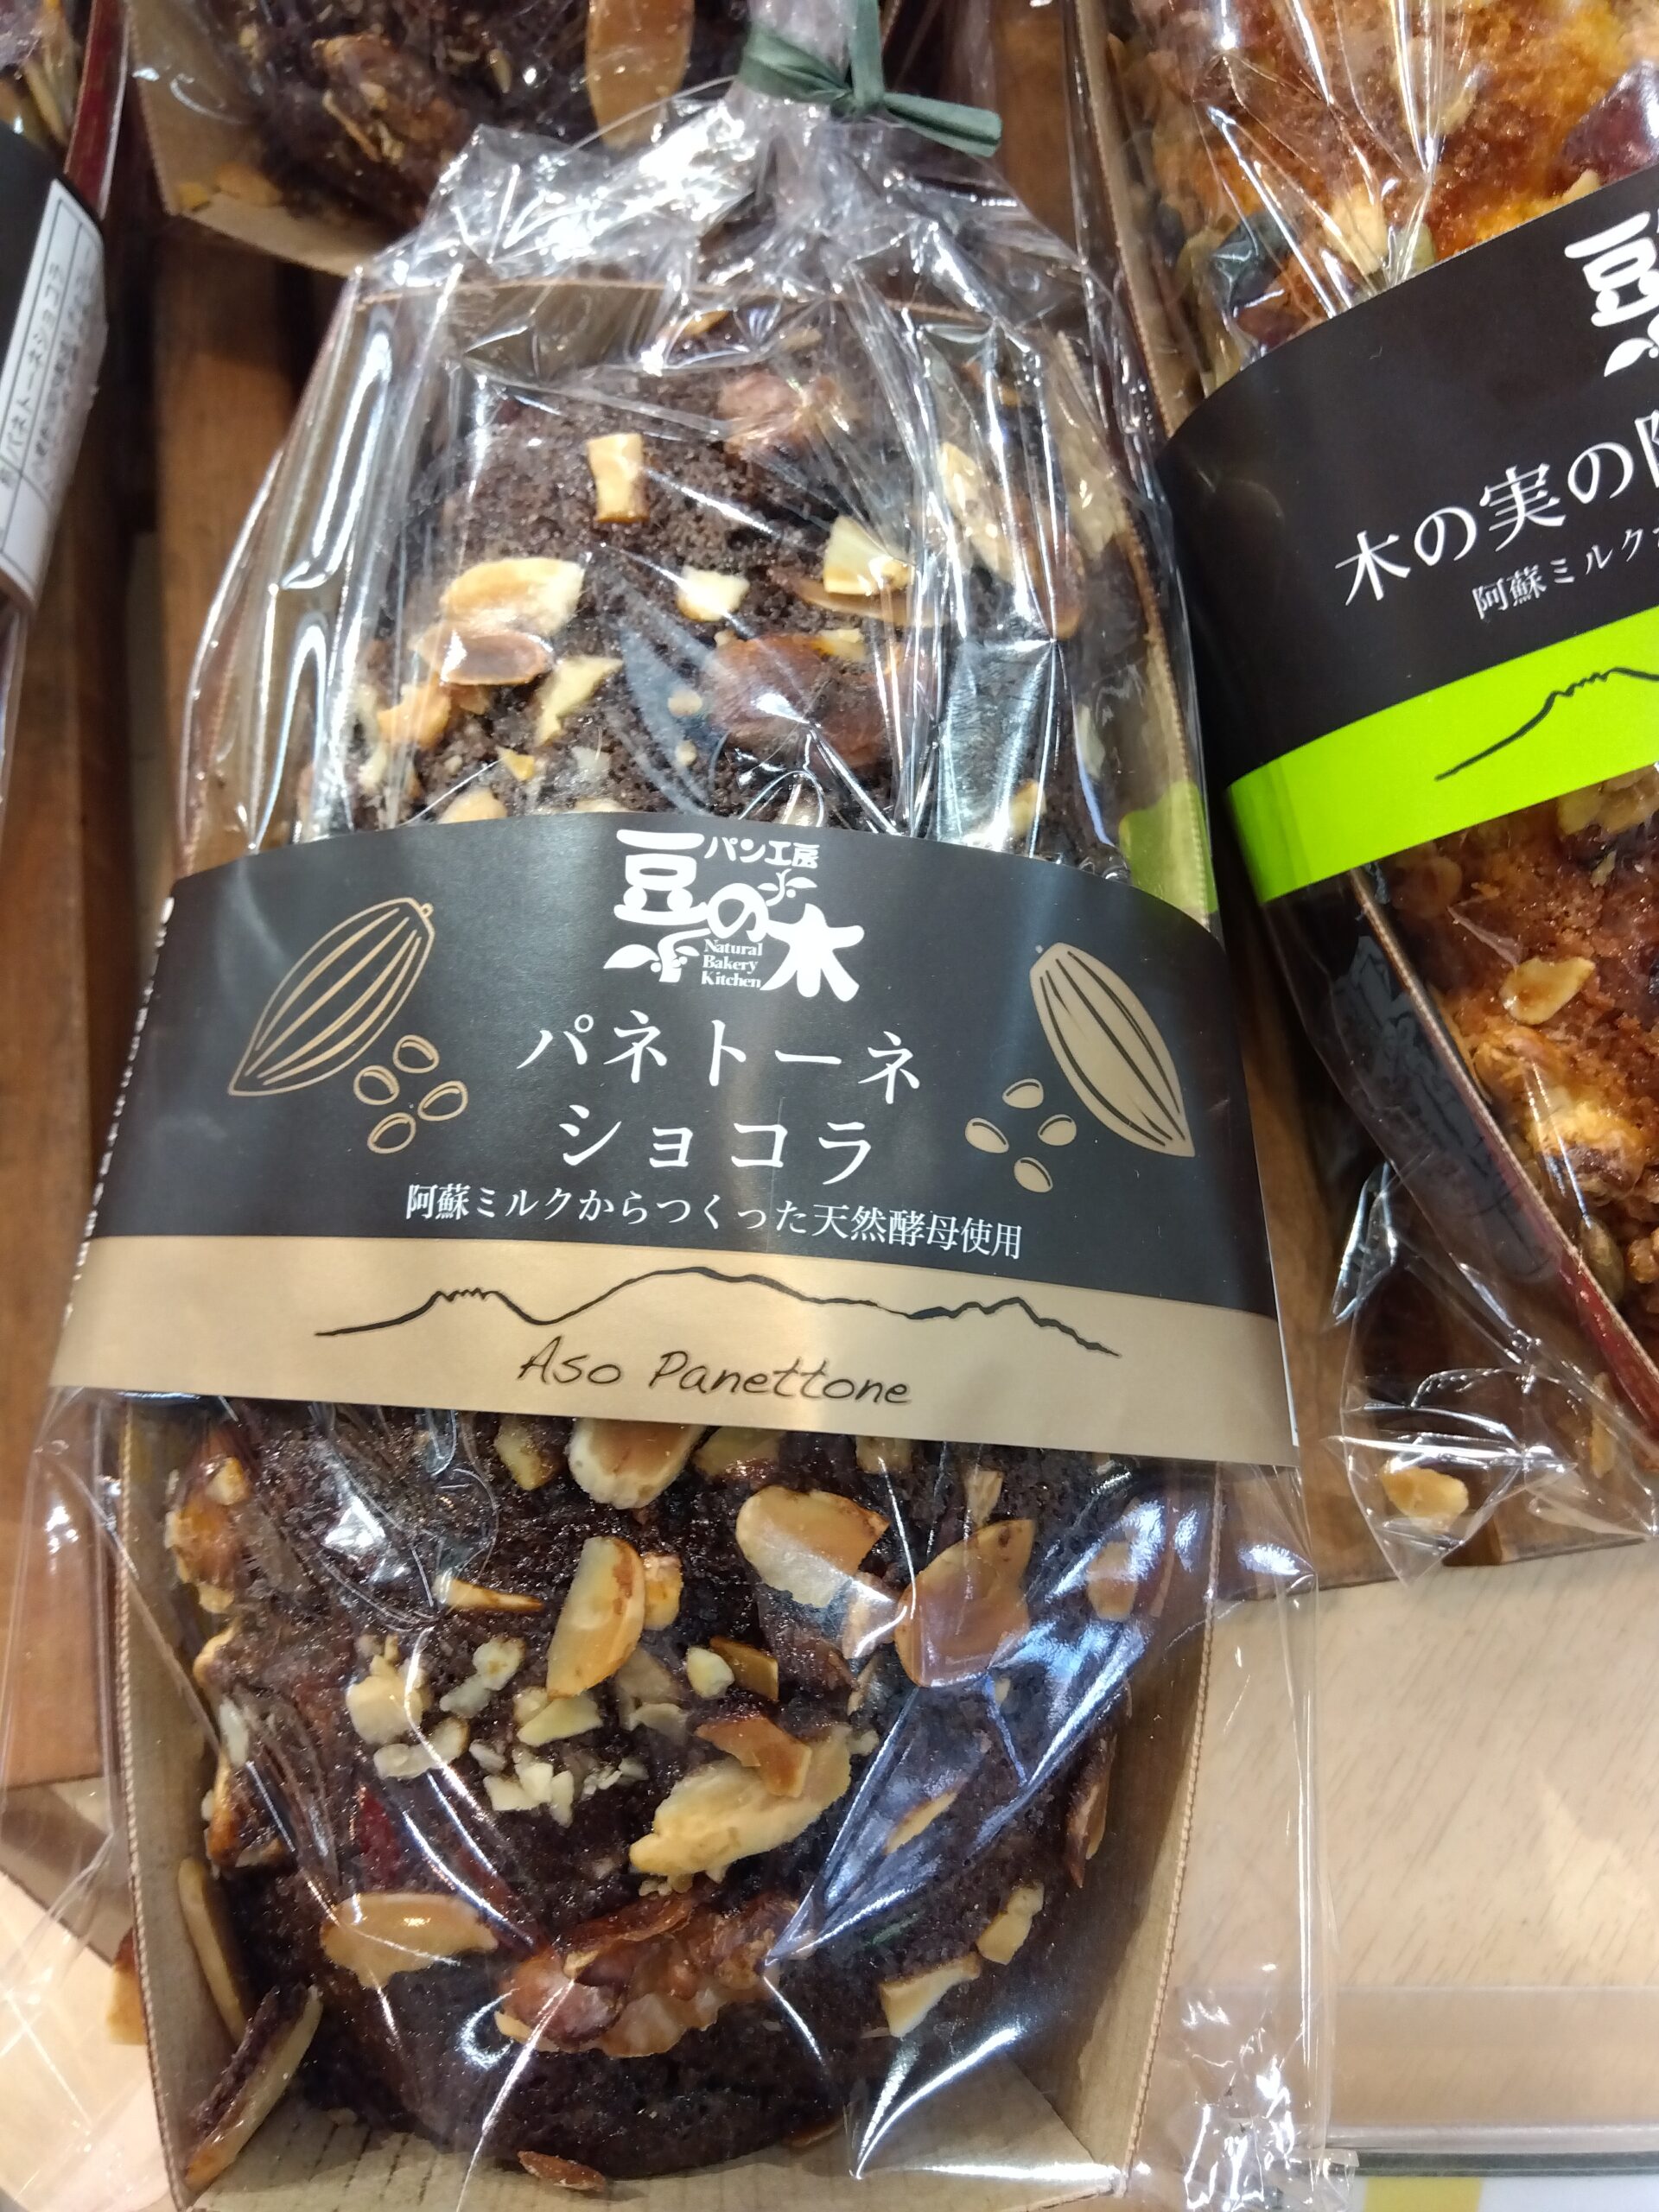 パン工房
豆の木
Natural
Bakery
Kitchen
パネトーネ
ショコラ
阿蘇ミルクからつくった天然酵母使用
Aso Panettone
豆
木の実の
阿蘇ミルク